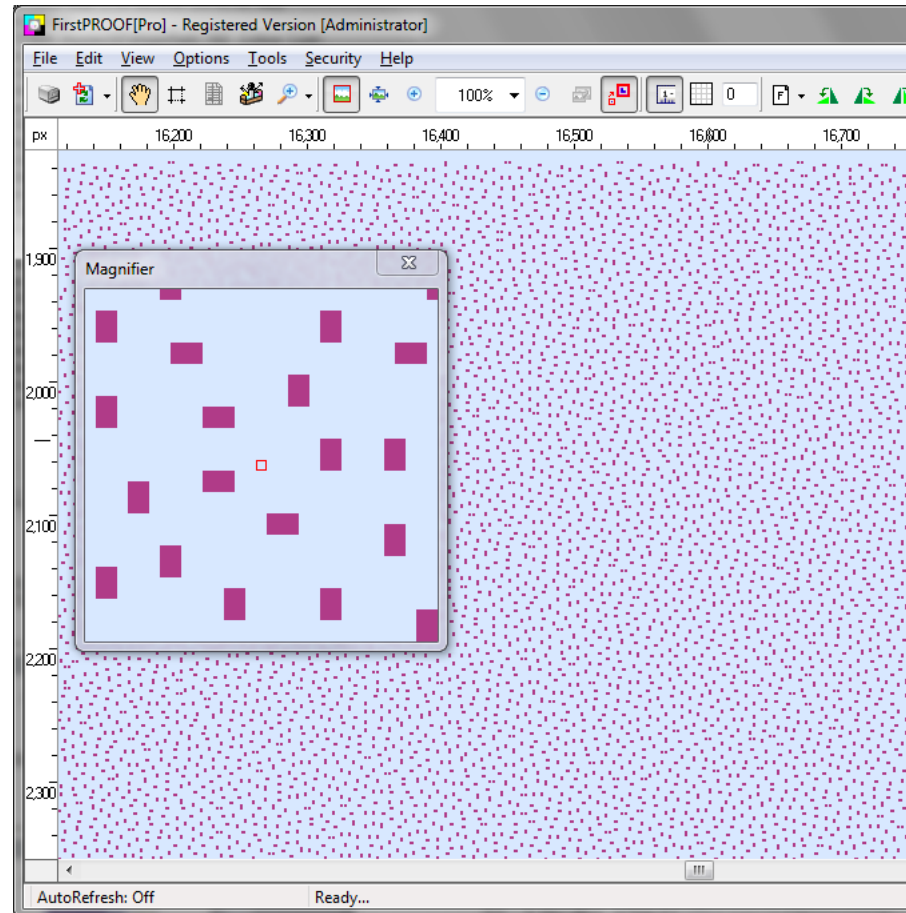 FirstPROOF[Pro] - Registered Version [Administrator]
File Edit View Options Tools Security Help
100% 1- 0 F
px 16,200 16,300 16,400 16,500 16,600 16,700
1,900
Magnifier
2,000
2,100
2,200
2,300
AutoRefresh: Off Ready...